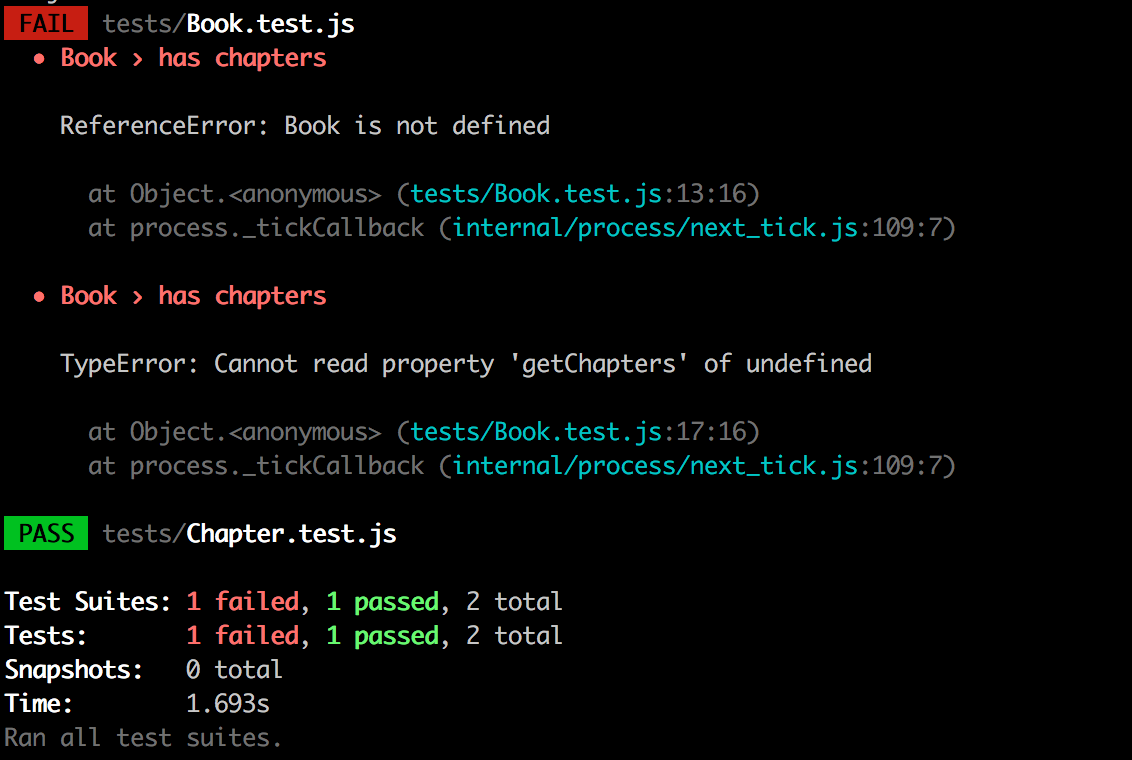 FAIL tests/Book.test.js
● Book › has chapters
ReferenceError: Book is not defined
at Object.<anonymous> (tests/Book.test.js:13:16)
at process._tickCallback (internal/process/next_tick.js:109:7)
● Book › has chapters
TypeError: Cannot read property 'getChapters' of undefined
at Object.<anonymous> (tests/Book.test.js:17:16)
at process._tickCallback (internal/process/next_tick.js:109:7)
PASS tests/Chapter.test.js
Test Suites: 1 failed, 1 passed, 2 total
Tests: 1 failed, 1 passed, 2 total
Snapshots: 0 total
Time: 1.693s
Ran all test suites.